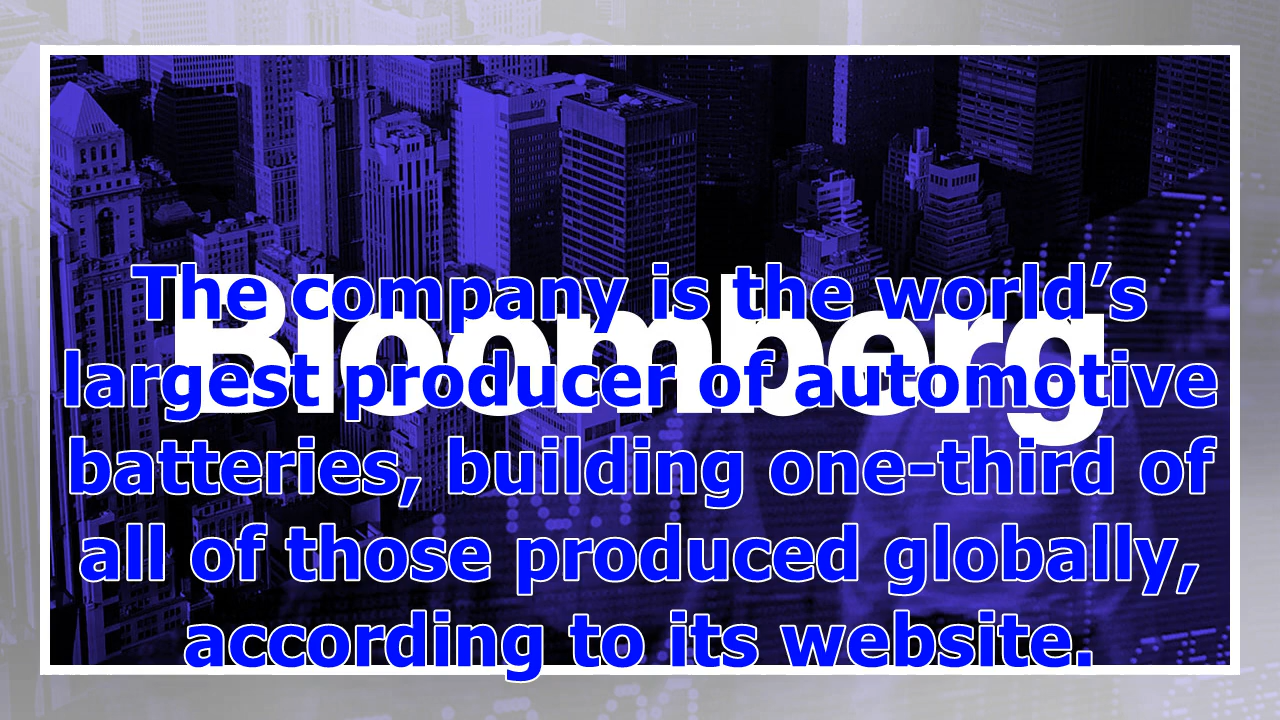 The company is the world’s
Bloomberg
largest producer of automotive
batteries, building one-third of
all of those produced globally,
according to its website.